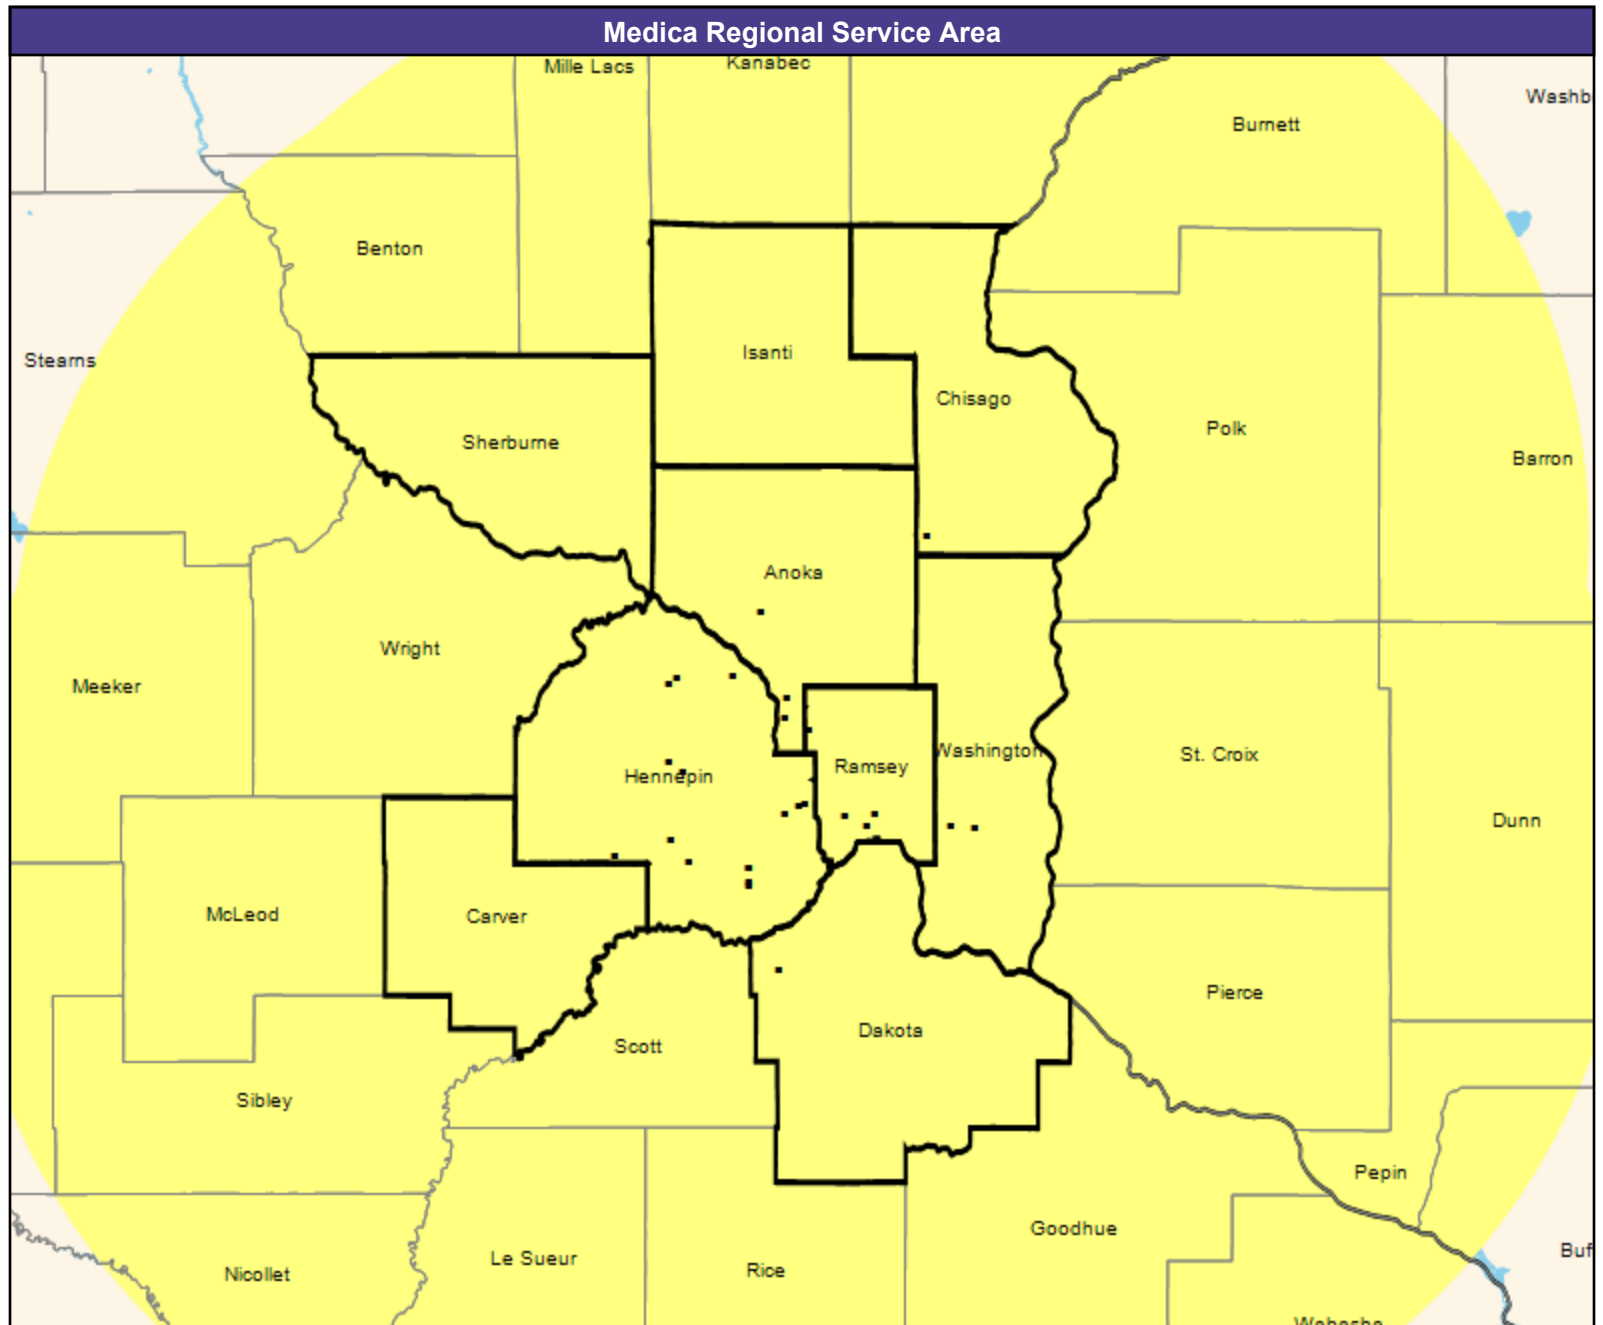 Medica Regional Service Area
Mille Lacs
Kanabec
Washb
Burnett
Benton
Stearns
Isanti
Chisago
Sherburne
Polk
Barron
Anoka
Wright
Meeker
Hennepin
Ramsey
Washington
St. Croix
Dunn
McLeod
Carver
Pierce
Scott
Dakota
Sibley
Pepin
Goodhue
Nicollet
Le Sueur
Rice
Buf